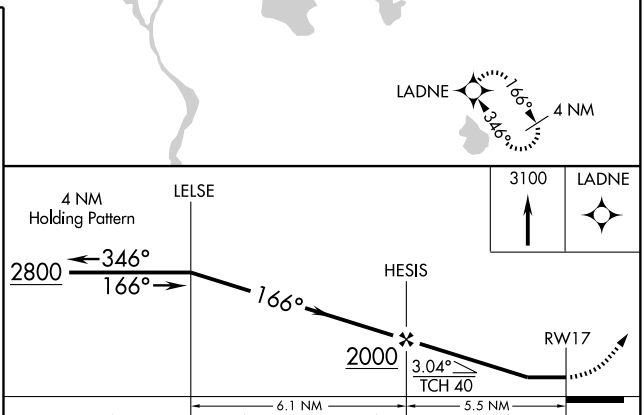 LADNE
166°
346°
4 NM
4 NM
Holding Pattern
LELSE
3100
LADNE
346°
2800
166°
166°
HESIS
2000
3.04°
TCH 40
RW17
6.1 NM
5.5 NM